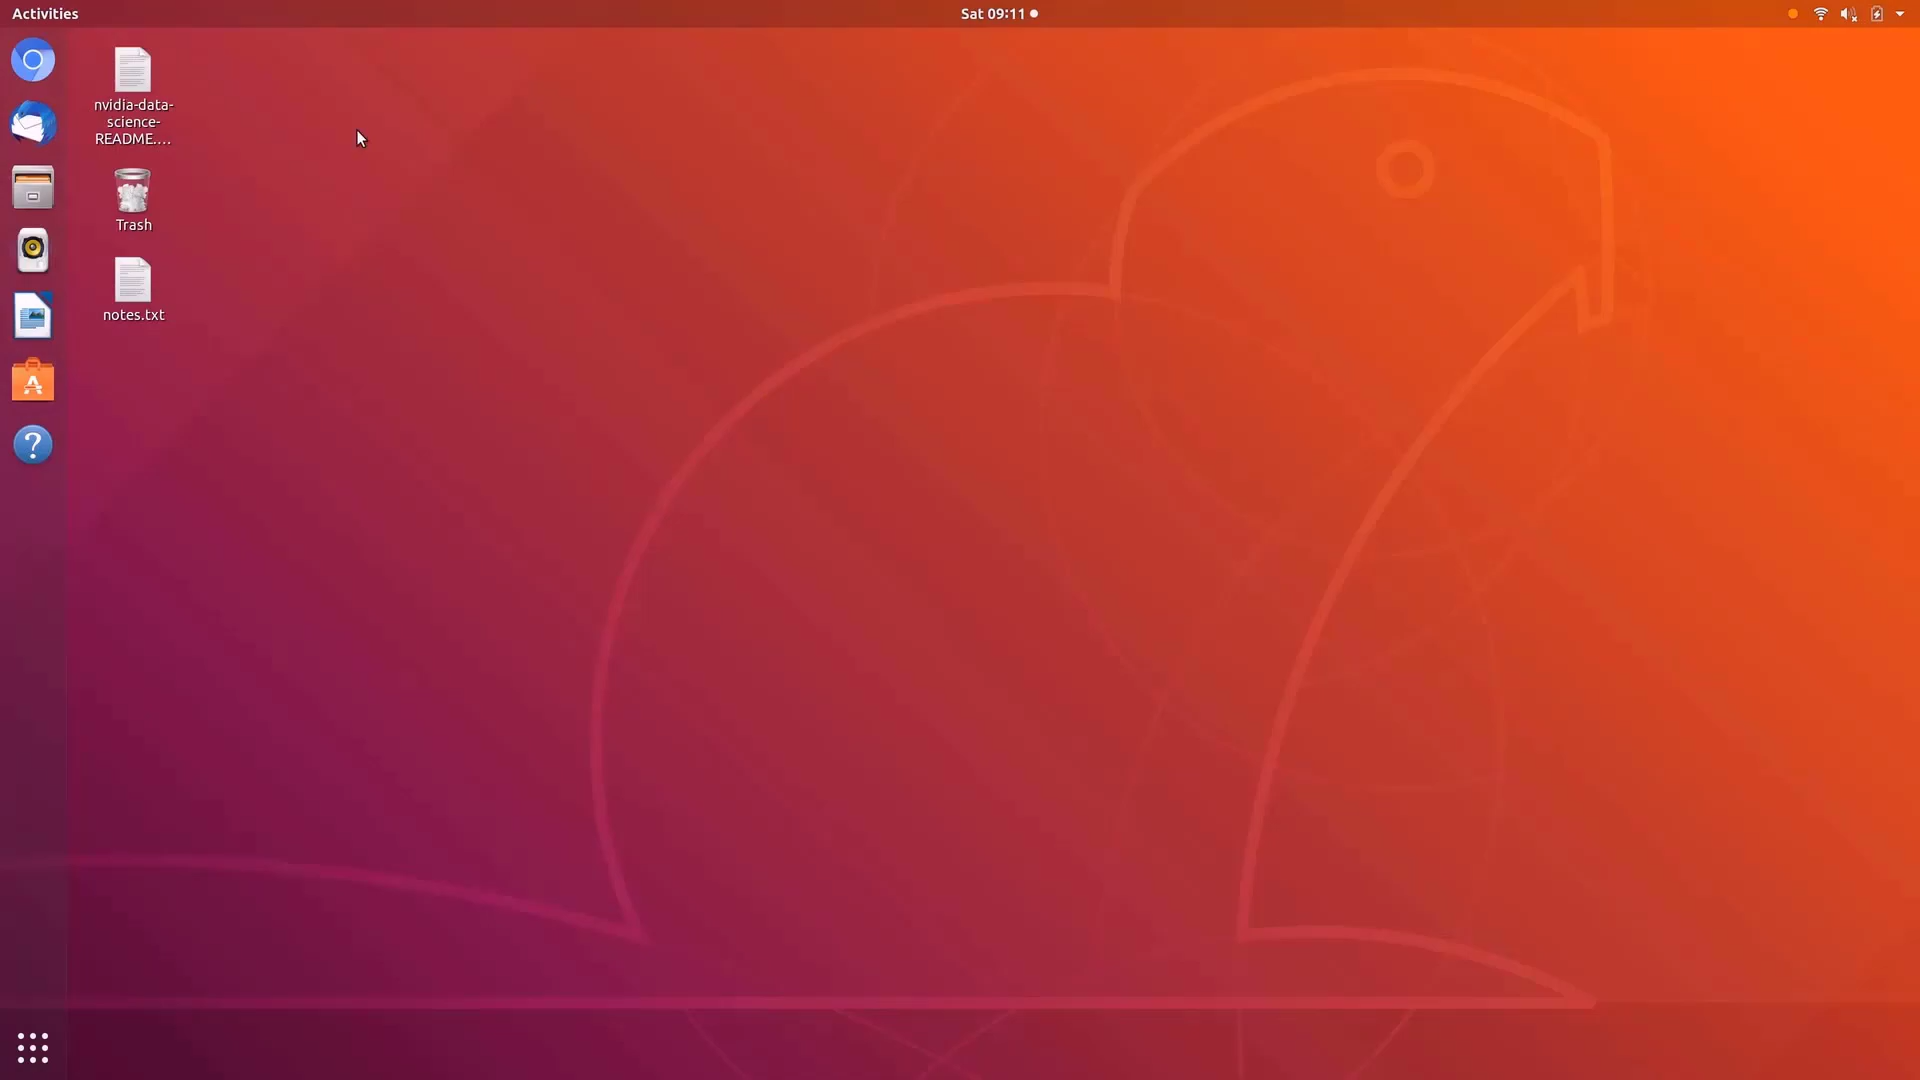 Activities
Sat 09:11
nvidia-data-
science-
README....
Trash
notes.txt